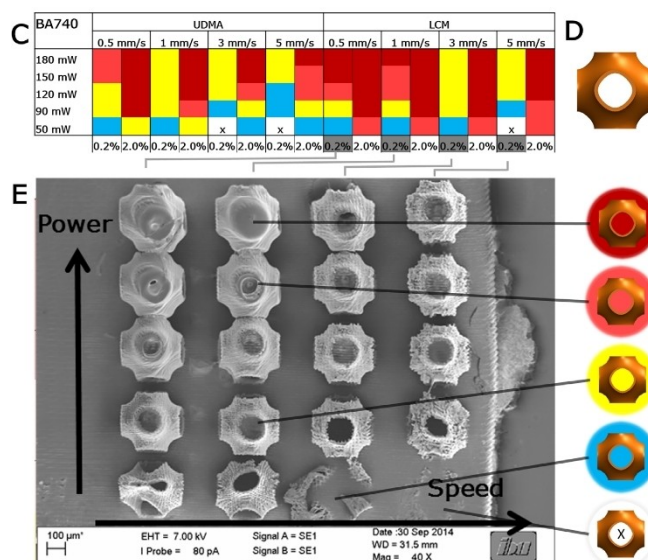 C
BA740
UDMA
LCM
D
0.5 mm/s 1 mm/s 3 mm/s 5 mm/s 0.5 mm/s 1 mm/s 3 mm/s 5 mm/s
180 mW
150 mW
120 mW
90 mW
50 mW
x x x
0.2% 2.0% 0.2% 2.0% 0.2% 2.0% 0.2% 2.0% 0.2% 2.0% 0.2% 2.0% 0.2% 2.0% 0.2% 2.0%
E
Power
Speed
X
100 µm
EHT = 7.00 kV
Signal A = SE1
Date :30 Sep 2014
WD = 31.5 mm
I Probe = 80 pA
Signal B = SE1
Mag = 40 X